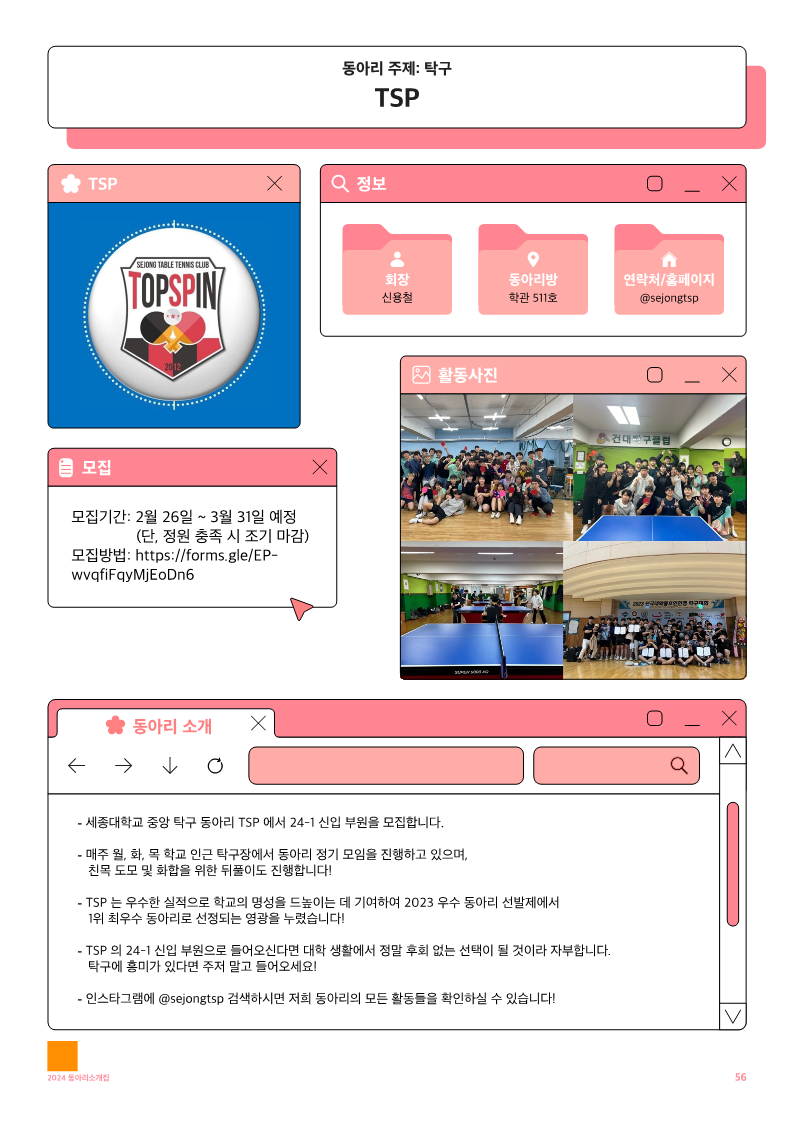 동아리 주제: 탁구
TSP
TSP
SEJONG TABLE TENNIS CLUB
TOPSPIN
2012
정보
회장
신용철
동아리방
학관 511호
연락처/홈페이지
@sejongtsp
활동사진
건대탁구클럽
모집
모집기간: 2월 26일 ~ 3월 31일 예정
(단, 정원 충족 시 조기 마감)
모집방법: https://forms.gle/EP-
wvqfiFqyMjEoDn6
동아리 소개
- 세종대학교 중앙 탁구 동아리 TSP 에서 24-1 신입 부원을 모집합니다.
- 매주 월, 화, 목 학교 인근 탁구장에서 동아리 정기 모임을 진행하고 있으며,
친목 도모 및 화합을 위한 뒤풀이도 진행합니다!
- TSP 는 우수한 실적으로 학교의 명성을 드높이는 데 기여하여 2023 우수 동아리 선발제에서
1위 최우수 동아리로 선정되는 영광을 누렸습니다!
- TSP 의 24-1 신입 부원으로 들어오신다면 대학 생활에서 정말 후회 없는 선택이 될 것이라 자부합니다.
탁구에 흥미가 있다면 주저 말고 들어오세요!
- 인스타그램에 @sejongtsp 검색하시면 저희 동아리의 모든 활동들을 확인하실 수 있습니다!
2024 동아리소개집
56